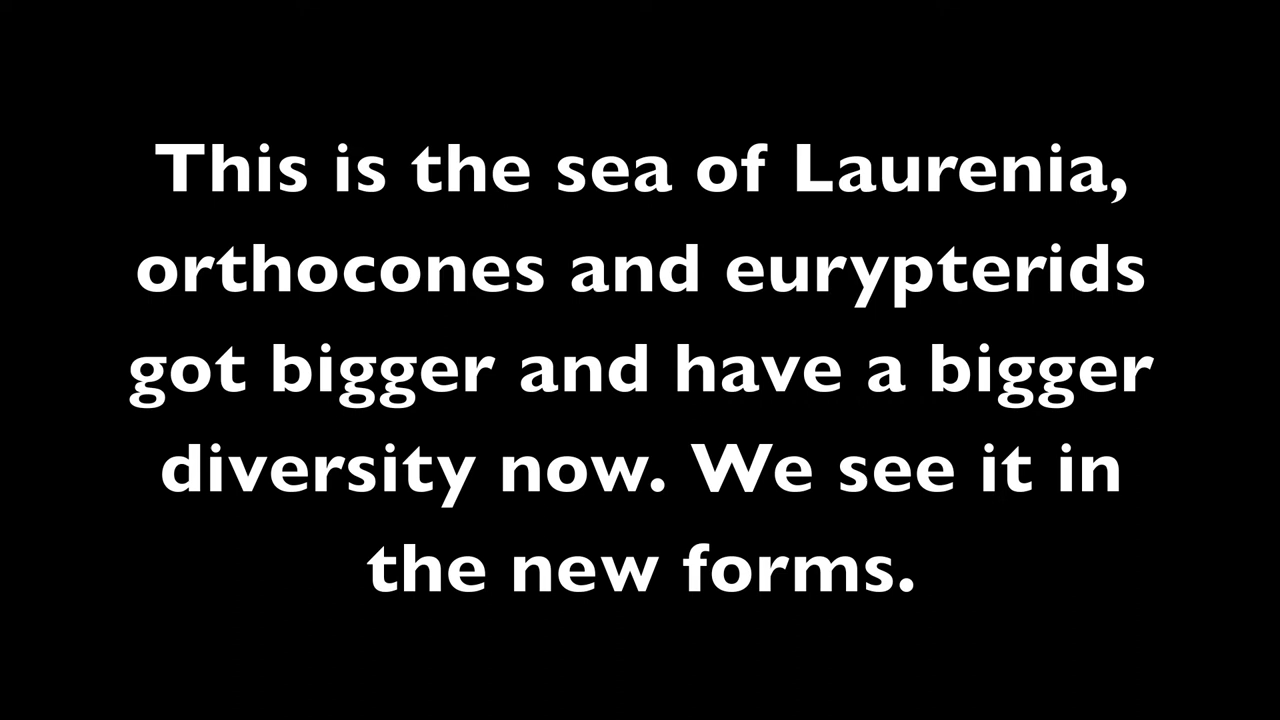 This is the sea of Laurenia,
orthocones and eurypterids
got bigger and have a bigger
diversity now. We see it in
the new forms.